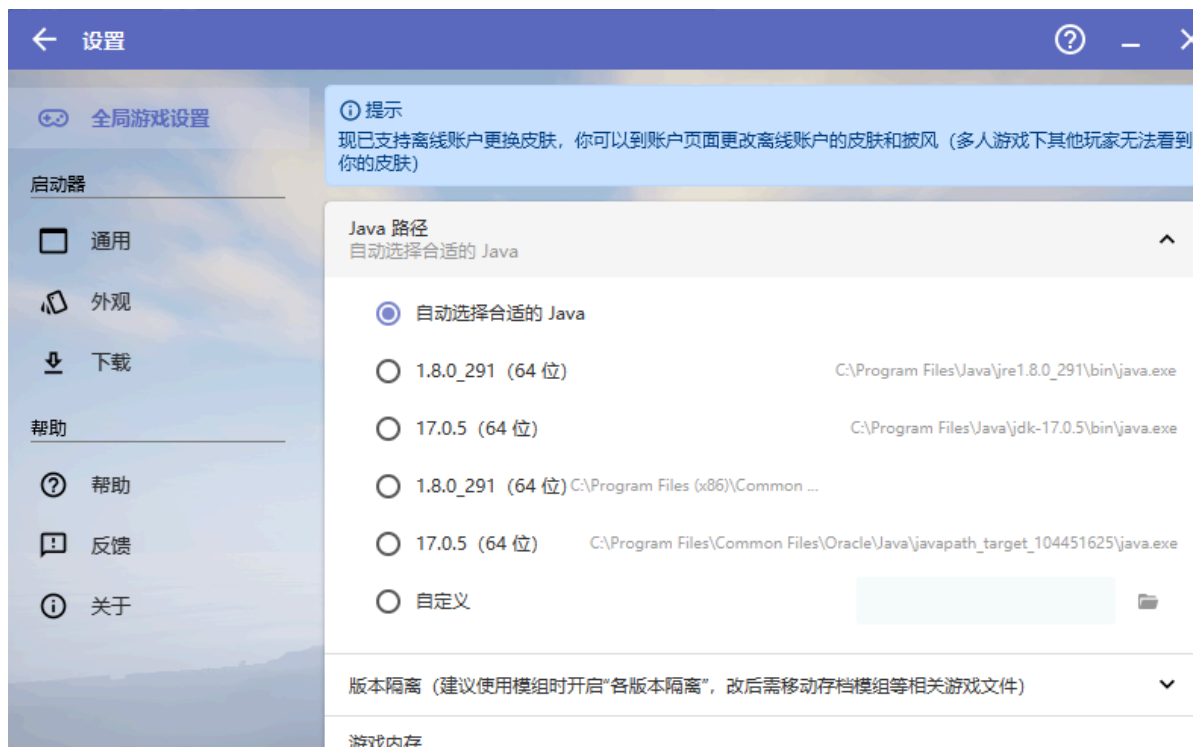 设置
全局游戏设置
启动器
通用
外观
下载
帮助
帮助
反馈
关于
提示
现已支持离线账户更换皮肤，你可以到账户页面更改离线账户的皮肤和披风（多人游戏下其他玩家无法看到
你的皮肤）
Java 路径
自动选择合适的 Java
自动选择合适的 Java
1.8.0_291（64 位） C:\Program Files\Java\jre1.8.0_291\bin\java.exe
17.0.5（64 位） C:\Program Files\Java\jdk-17.0.5\bin\java.exe
1.8.0_291（64 位） C:\Program Files (x86)\Common ...
17.0.5（64 位） C:\Program Files\Common Files\Oracle\Java\javapath_target_104451625\java.exe
自定义
版本隔离（建议使用模组时开启“各版本隔离”，改后需移动存档模组等相关游戏文件）
游戏内存